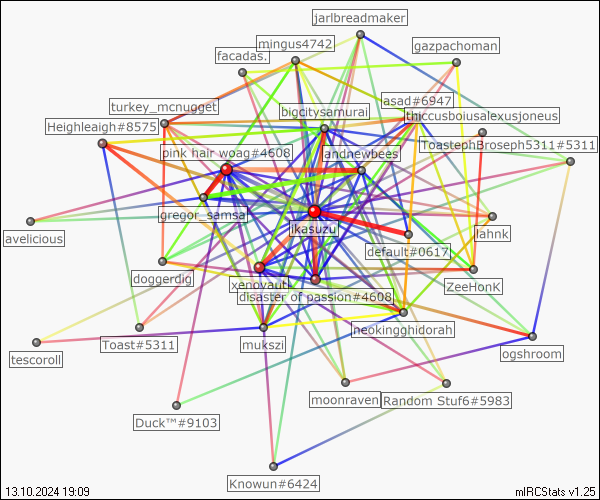 jarlbreadmaker
mingus4742
gazpachoman
facadas.
asad#6947
turkey_mcnugget
bigcitysamurai
thiccusboiusalexusjoneus
Heighleigh#8575
ToastephBroseph5311#5311
pink hair woag#4608
andnewbees
gregor_samsa
ikasuzu
lahnk
avelicious
default#0617
doggerdig
xenovauti
ZeeHonK
disaster of passion#4608
neokingghidorah
Toast#5311
mukszi
ogshroom
tescoroll
moonraven
Random Stuf6#5983
Duck™#9103
Knowun#6424
13.10.2024 19:09
mIRCStats v1.25